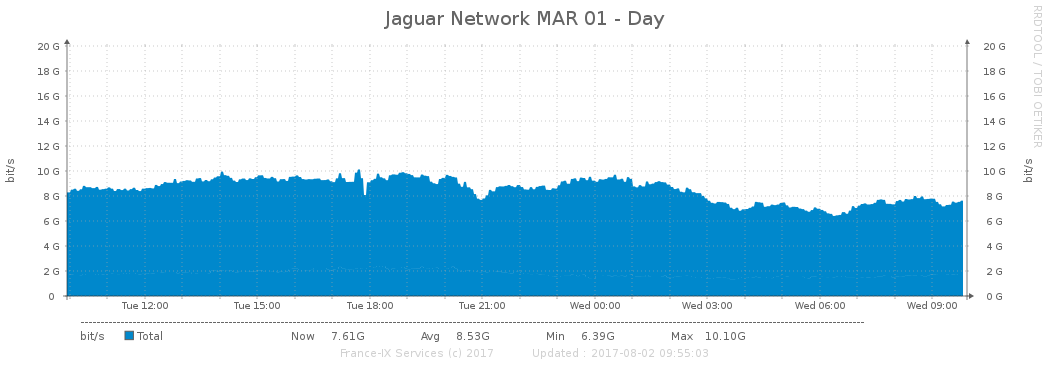 Jaguar Network MAR 01 - Day
RRDTOOL / TOBI OETIKER
bit/s
bit/s
20 G 20 G
18 G 18 G
16 G 16 G
14 G 14 G
12 G 12 G
10 G 10 G
8 G 8 G
6 G 6 G
4 G 4 G
2 G 2 G
0 0 G
Tue 12:00 Tue 15:00 Tue 18:00 Tue 21:00 Wed 00:00 Wed 03:00 Wed 06:00 Wed 09:00
bit/s Total Now 7.61G Avg 8.53G Min 6.39G Max 10.10G
France-IX Services (c) 2017 Updated : 2017-08-02 09:55:03